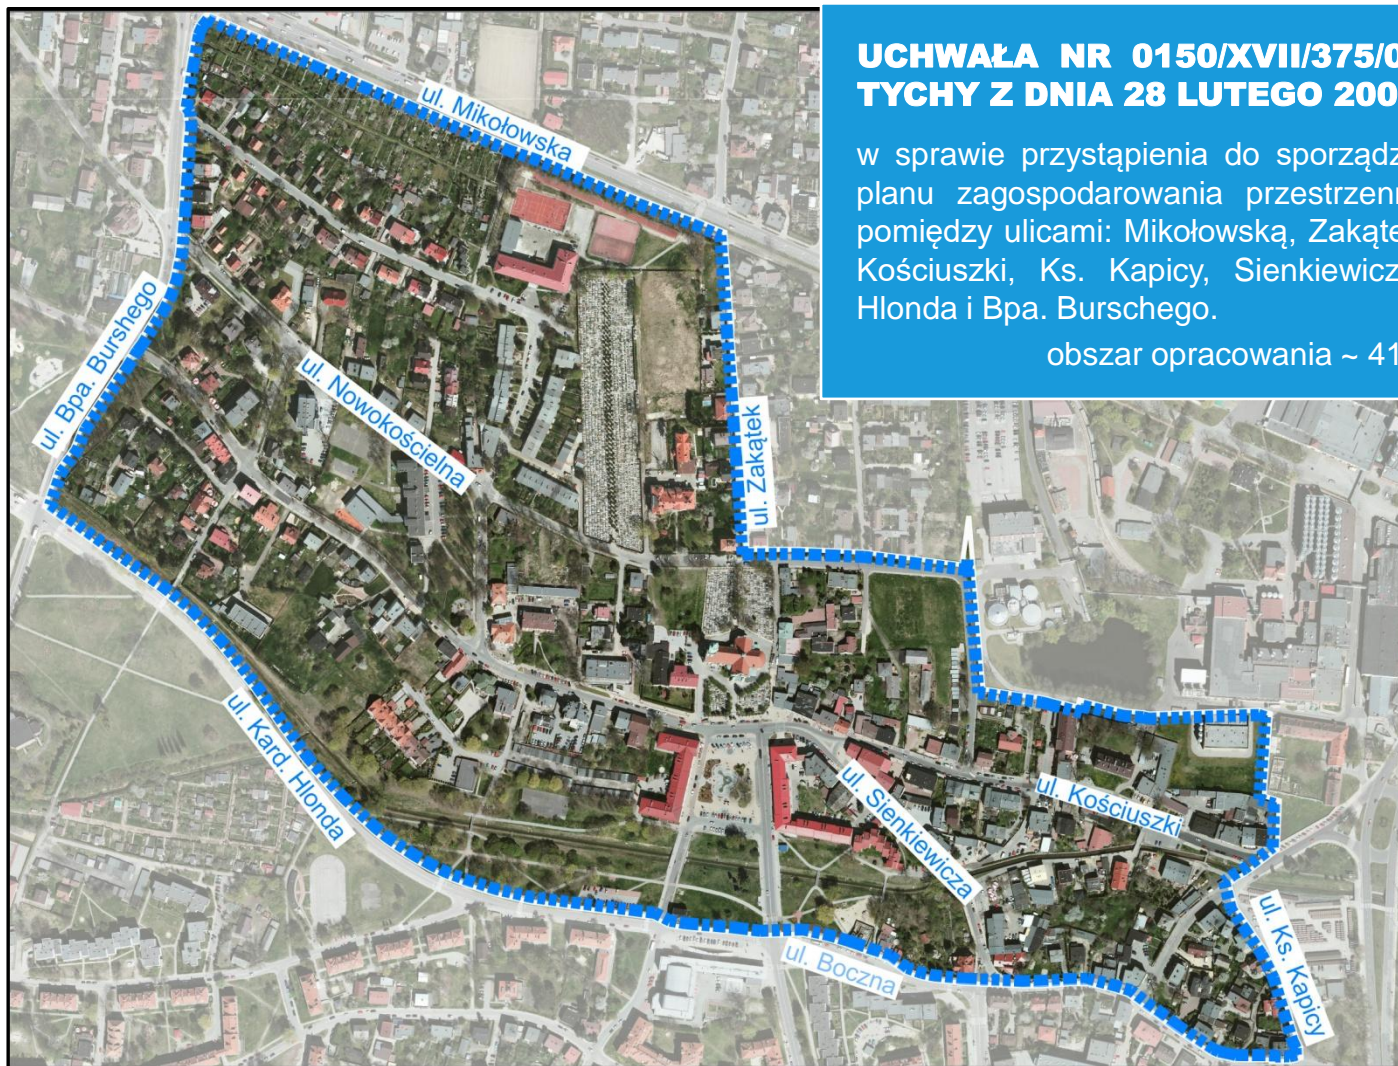 UCHWAŁA NR 0150/XVII/375/0
TYCHY Z DNIA 28 LUTEGO 200
w sprawie przystąpienia do sporządz
planu zagospodarowania przestrzeni
pomiędzy ulicami: Mikołowską, Zakąte
Kościuszki, Ks. Kapicy, Sienkiewicz
Hlonda i Bpa. Burschego.
obszar opracowania ~ 41
ul. Mikołowska
ul. Bpa. Burshego
ul. Nowokościelna
ul. Zakątek
ul. Kard. Hlonda
ul. Sienkiewicza
ul. Kościuszki
ul. Boczna
ul. Ks. Kapicy